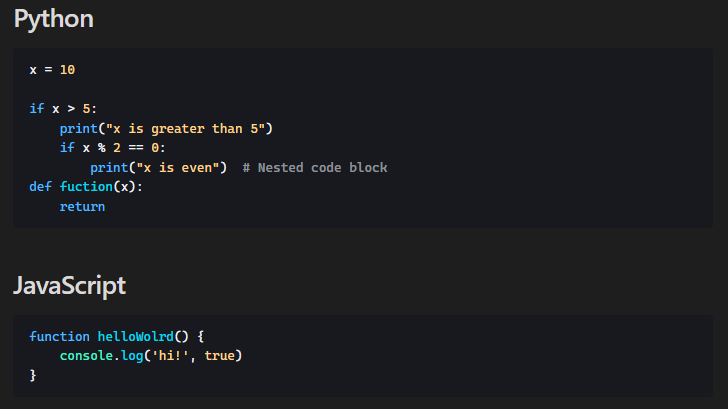 Python
x = 10
if x > 5:
    print("x is greater than 5")
    if x % 2 == 0:
        print("x is even")  # Nested code block
def fuction(x):
    return
JavaScript
function helloWolrd() {
    console.log('hi!', true)
}